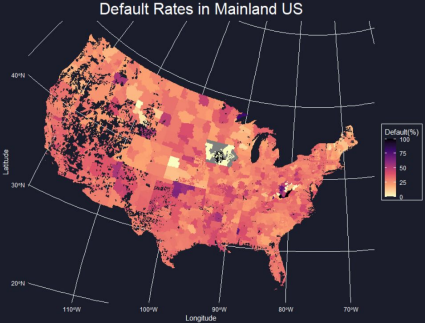 Default Rates in Mainland US
40°N
30°N
20°N
Latitude
110°W
100°W
90°W
80°W
70°W
Longitude
Default(%)
100
75
50
25
0